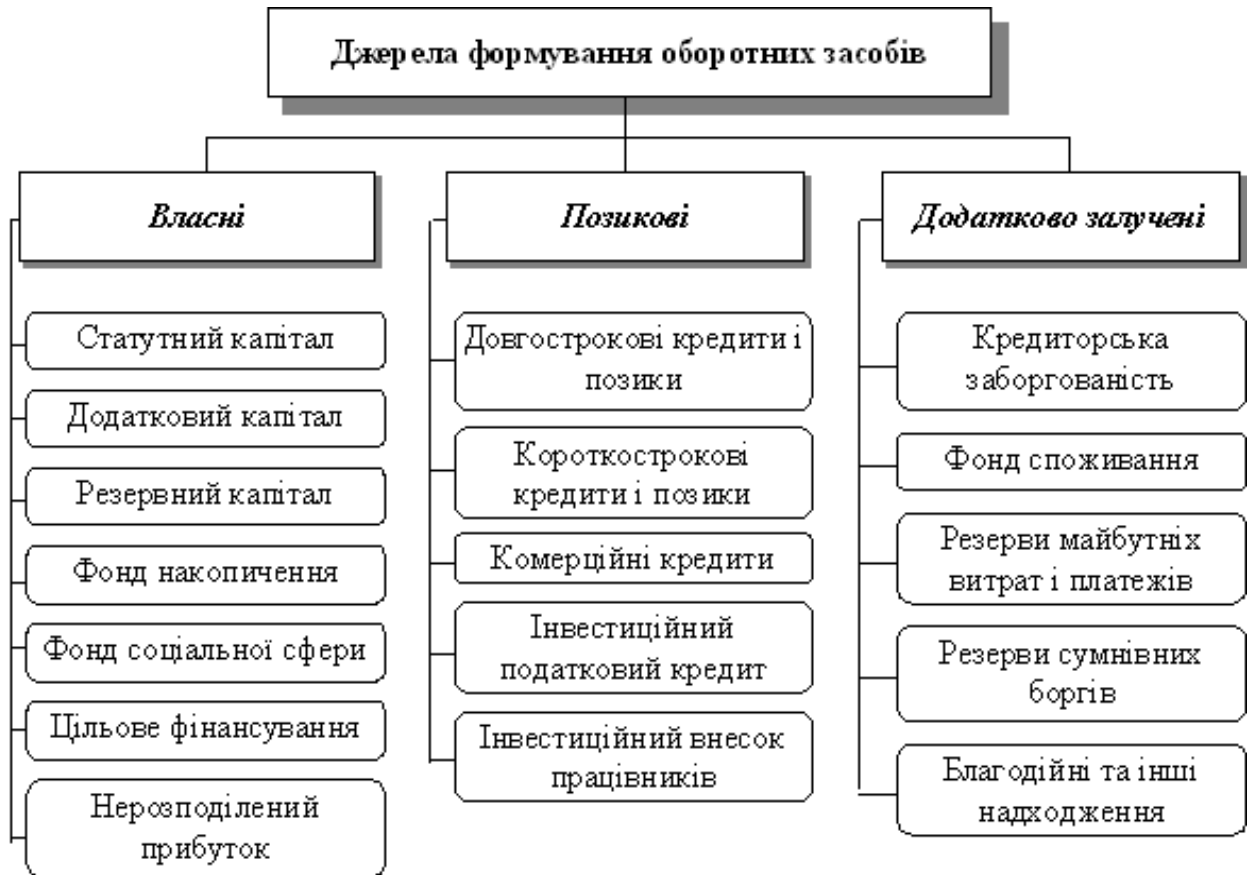 Джерела формування оборотних засобів
Власні
Статутний капітал
Додатковий капітал
Резервний капітал
Фонд накопичення
Фонд соціальної сфери
Цільове фінансування
Нерозподілений
прибуток
Позикові
Довгострокові кредити і
позики
Короткострокові
кредити і позики
Комерційні кредити
Інвестиційний
податковий кредит
Інвестиційний внесок
працівників
Додатково залучені
Кредиторська
заборгованість
Фонд споживання
Резерви майбутніх
витрат і платежів
Резерви сумнівних
боргів
Благодійні та інші
надходження